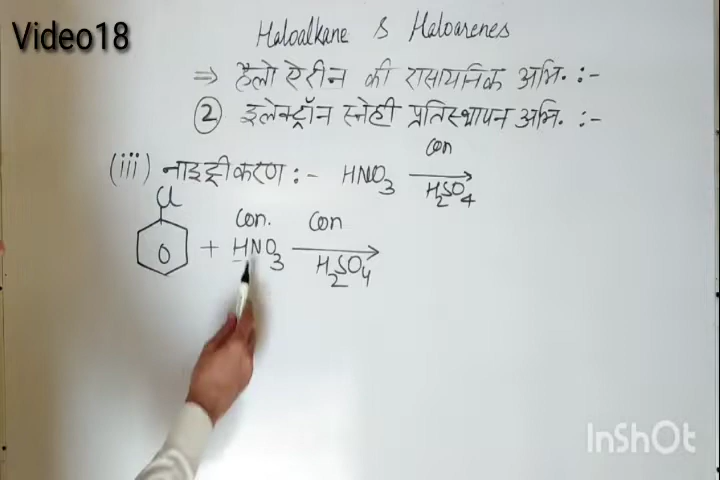 Video18
Haloalkane & Haloarenes
⇒ हैलो ऐरीन की रासायनिक अभि. :-
② इलेक्ट्रॉन स्नेही प्रतिस्थापन अभि. :-
(iii) नाइट्रीकरण :- HNO3 con H2SO4 →
Cl
+ con. HNO3 con H2SO4 →
InShOt